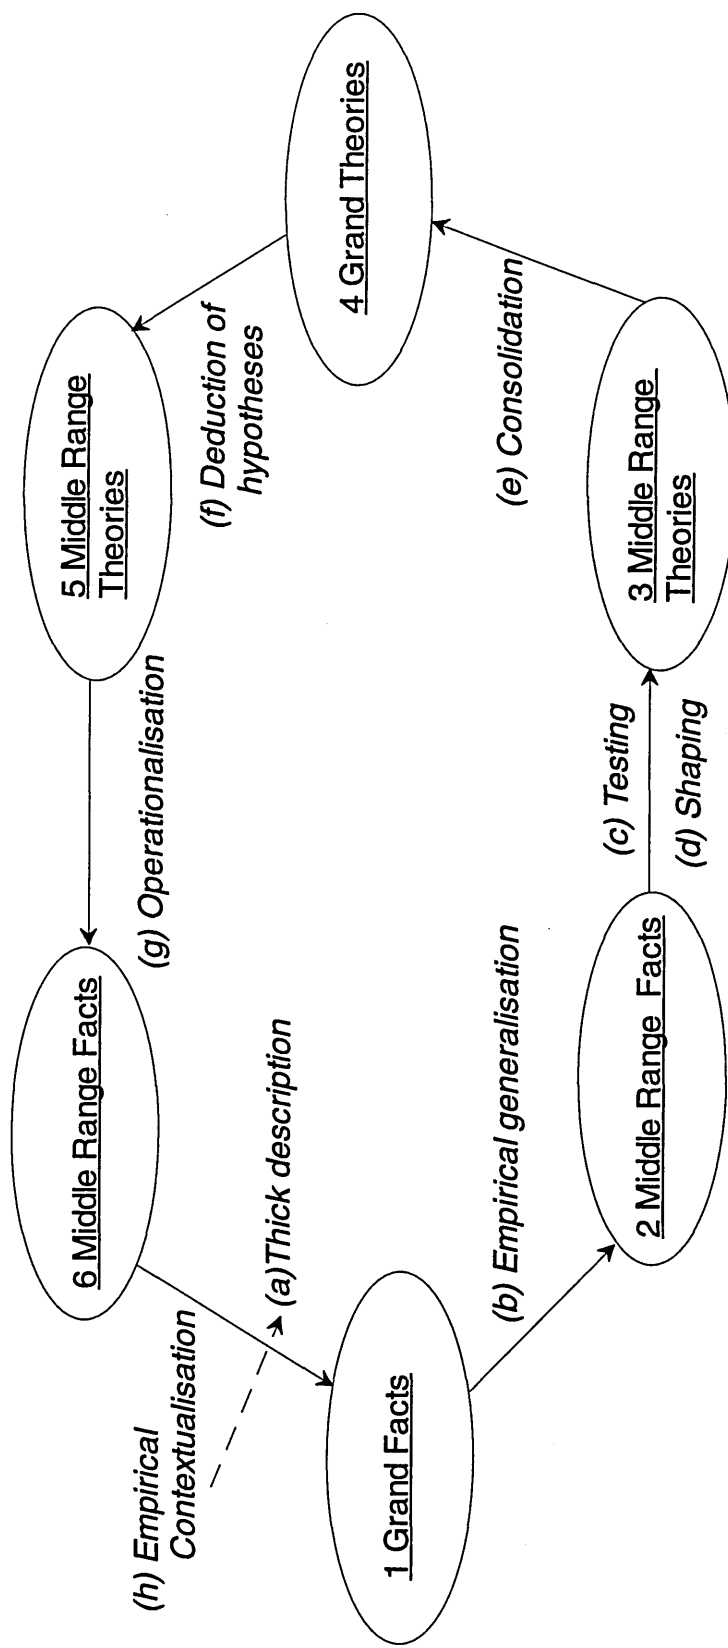 (h) Empirical
Contextualisation
(a)Thick description
1 Grand Facts
(b) Empirical generalisation
2 Middle Range Facts
(c) Testing
(d) Shaping
3 Middle Range
Theories
(e) Consolidation
4 Grand Theories
(f) Deduction of
hypotheses
5 Middle Range
Theories
(g) Operationalisation
6 Middle Range Facts